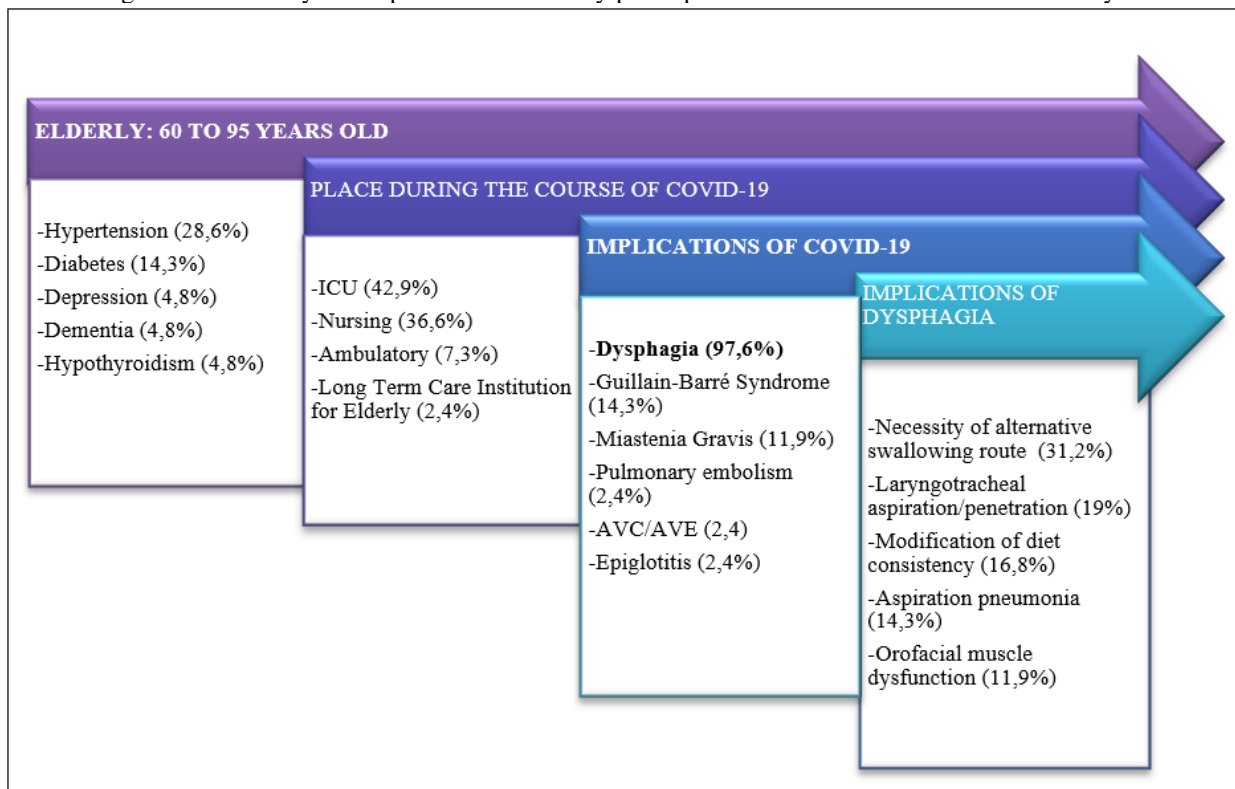 ELDERLY: 60 TO 95 YEARS OLD
-Hypertension (28,6%)
-Diabetes (14,3%)
-Depression (4,8%)
-Dementia (4,8%)
-Hypothyroidism (4,8%)
PLACE DURING THE COURSE OF COVID-19
-ICU (42,9%)
-Nursing (36,6%)
-Ambulatory (7,3%)
-Long Term Care Institution
for Elderly (2,4%)
IMPLICATIONS OF COVID-19
-Dysphagia (97,6%)
-Guillain-Barré Syndrome
(14,3%)
-Miastenia Gravis (11,9%)
-Pulmonary embolism
(2,4%)
-AVC/AVE (2,4)
-Epiglotitis (2,4%)
IMPLICATIONS OF
DYSPHAGIA
-Necessity of alternative
swallowing route (31,2%)
-Laryngotracheal
aspiration/penetration (19%)
-Modification of diet
consistency (16,8%)
-Aspiration pneumonia
(14,3%)
-Orofacial muscle
dysfunction (11,9%)